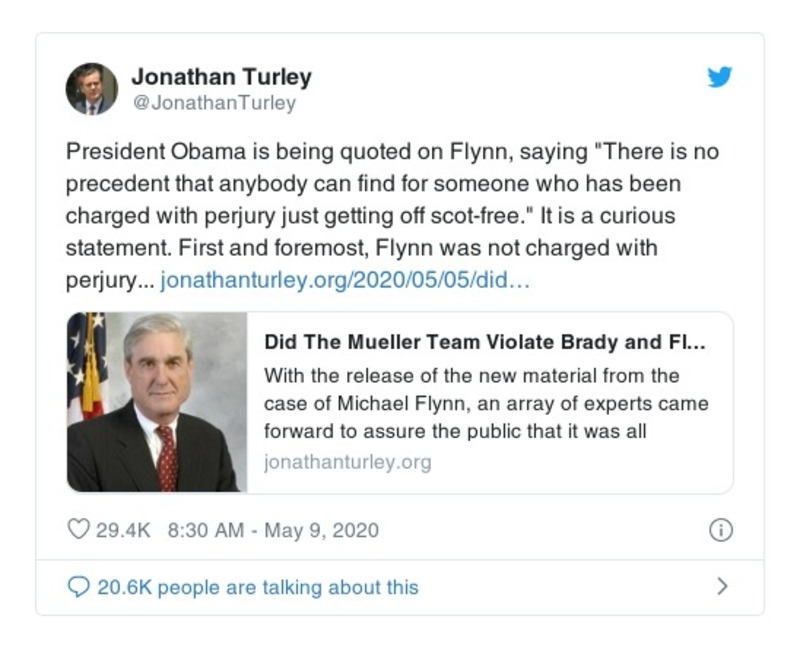 Jonathan Turley
@JonathanTurley
President Obama is being quoted on Flynn, saying "There is no
precedent that anybody can find for someone who has been
charged with perjury just getting off scot-free." It is a curious
statement. First and foremost, Flynn was not charged with
perjury... jonathanturley.org/2020/05/05/did…
Did The Mueller Team Violate Brady and Fl...
With the release of the new material from the
case of Michael Flynn, an array of experts came
forward to assure the public that it was all
jonathanturley.org
29.4K 8:30 AM - May 9, 2020
20.6K people are talking about this